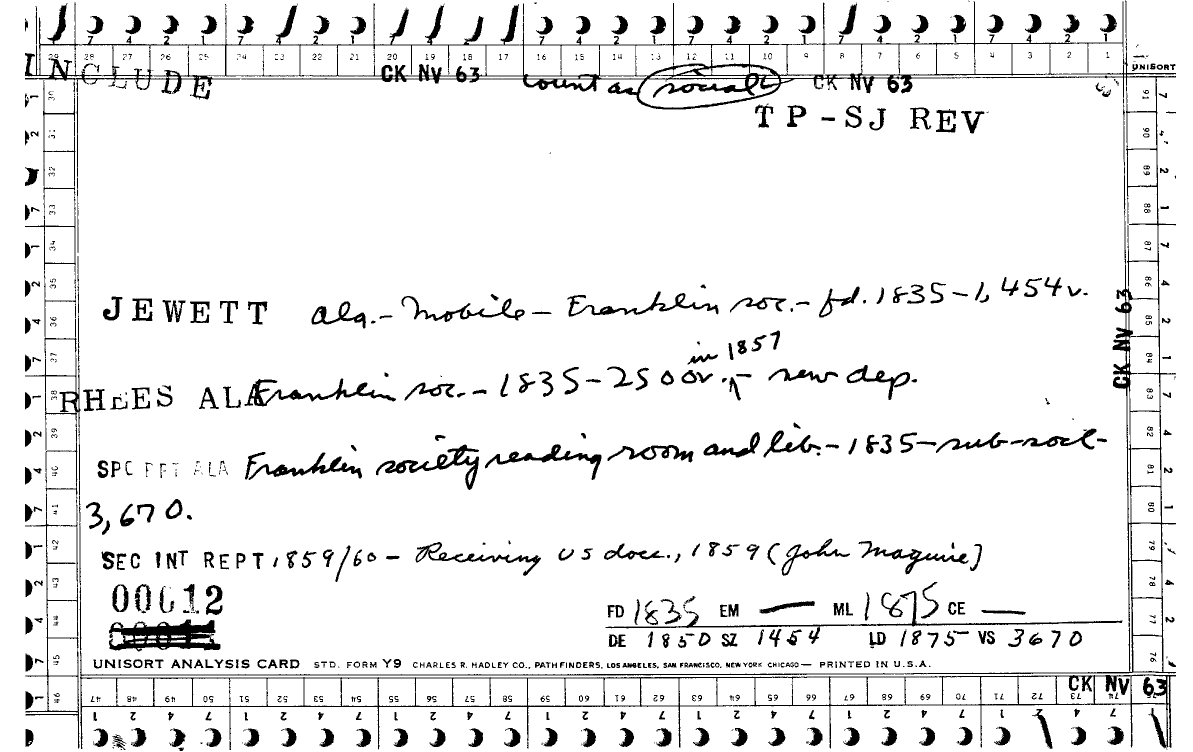 INCLUDE CK NV 63 count as social CK NV 63
TP-SJ REV
JEWETT Ala.- Mobile - Franklin soc.- fd. 1835-1,454v.
in 1857
RHEES ALA Franklin soc.- 1835-2500v.- new dep.
SPC RPT ALA Franklin society reading room and lib.- 1835- sub-socl-
3,670.
SEC INT REPT 1859/60 - Receiving US docs., 1859 (John Maguire)
00012
FD 1835 EM — ML 1875 CE —
DE 1850 SZ 1454 LD 1875 VS 3670
UNISORT ANALYSIS CARD STD. FORM Y9 CHARLES R. HADLEY CO., PATHFINDERS, LOS ANGELES, SAN FRANCISCO, NEW YORK CHICAGO — PRINTED IN U.S.A.
CK NV 63
CK NV 63
UNISORT